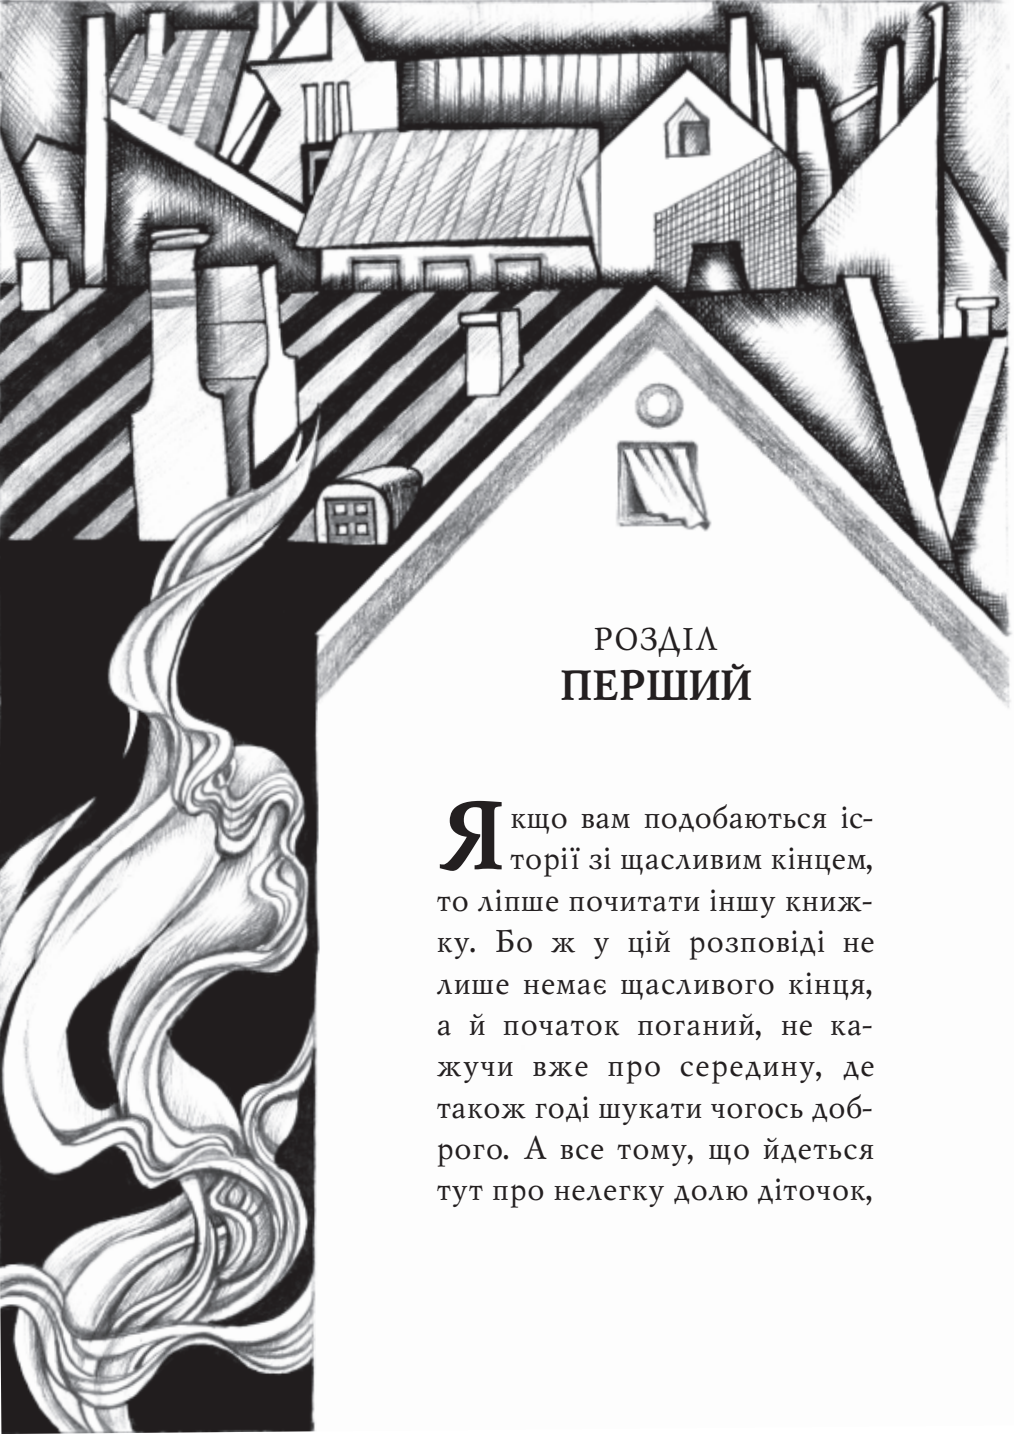 РОЗДІЛ
ПЕРШИЙ
Якщо вам подобаються іс-
торії зі щасливим кінцем,
то ліпше почитати іншу книж-
ку. Бо ж у цій розповіді не
лише немає щасливого кінця,
а й початок поганий, не ка-
жучи вже про середину, де
також годі шукати чогось доб-
рого. А все тому, що йдеться
тут про нелегку долю діточок,